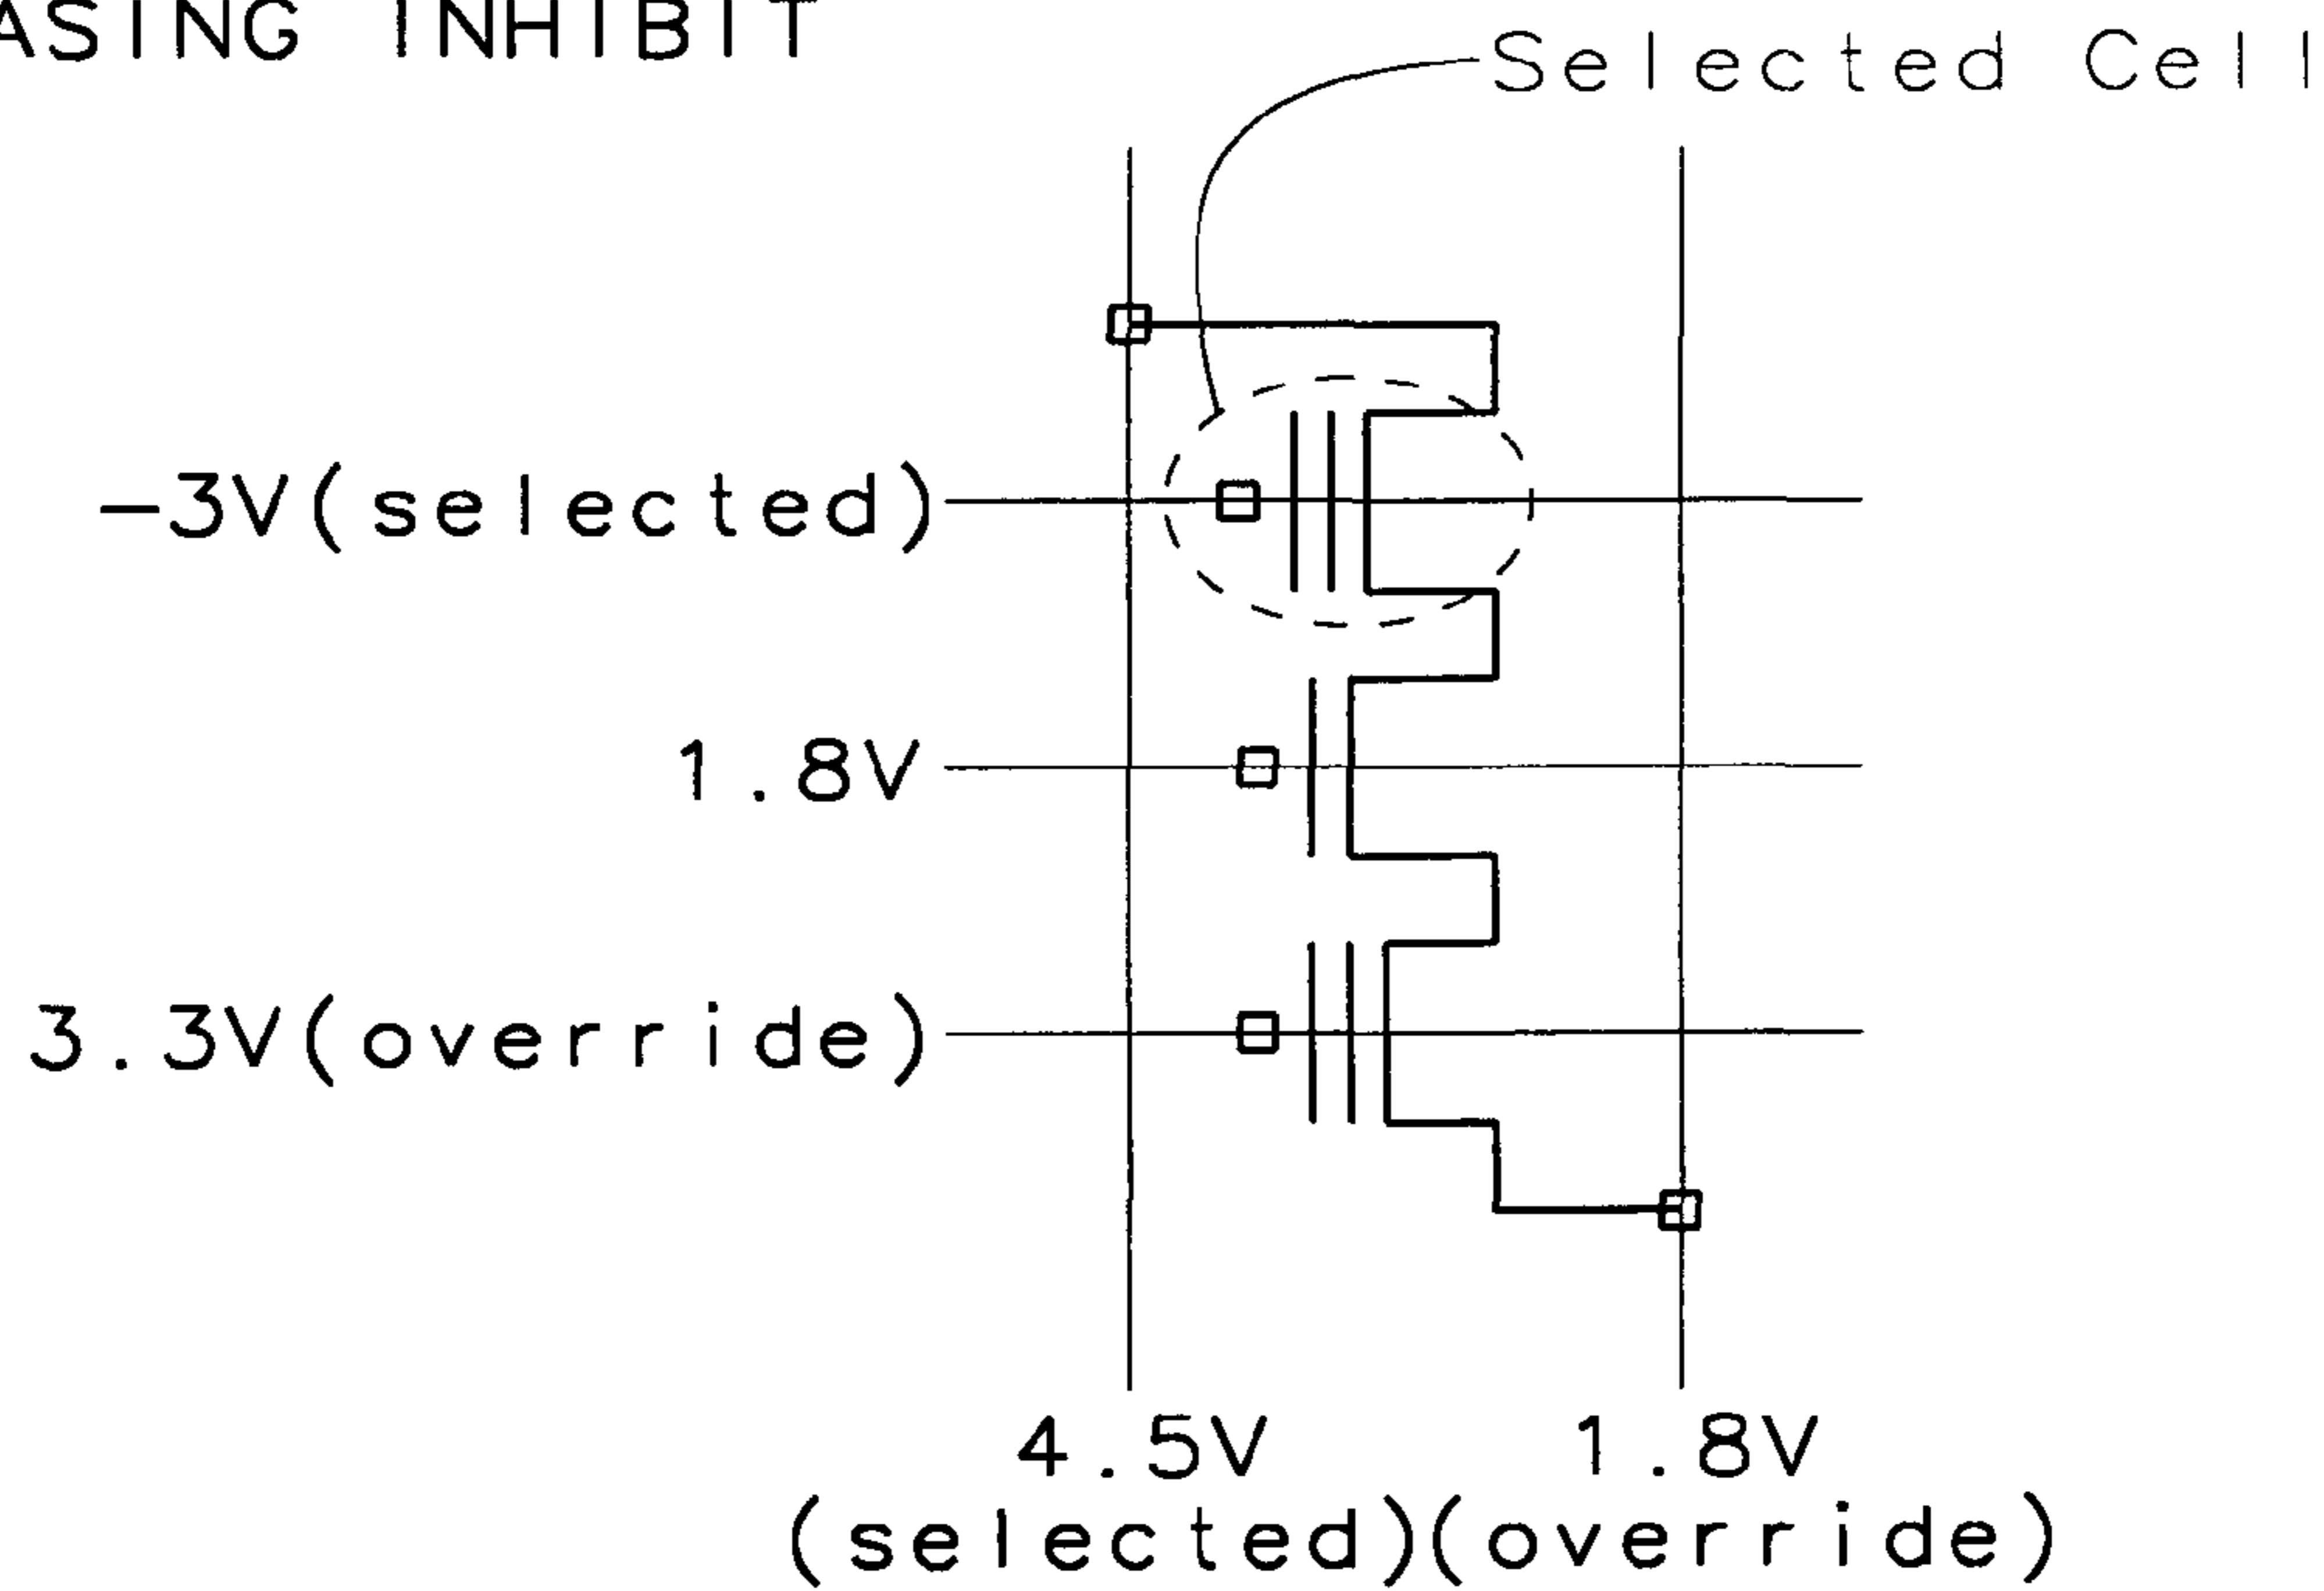 ASING INHIBIT
Selected Cell
-3V(selected)
1.8V
3.3V(override)
4.5V 1.8V
(selected)(override)